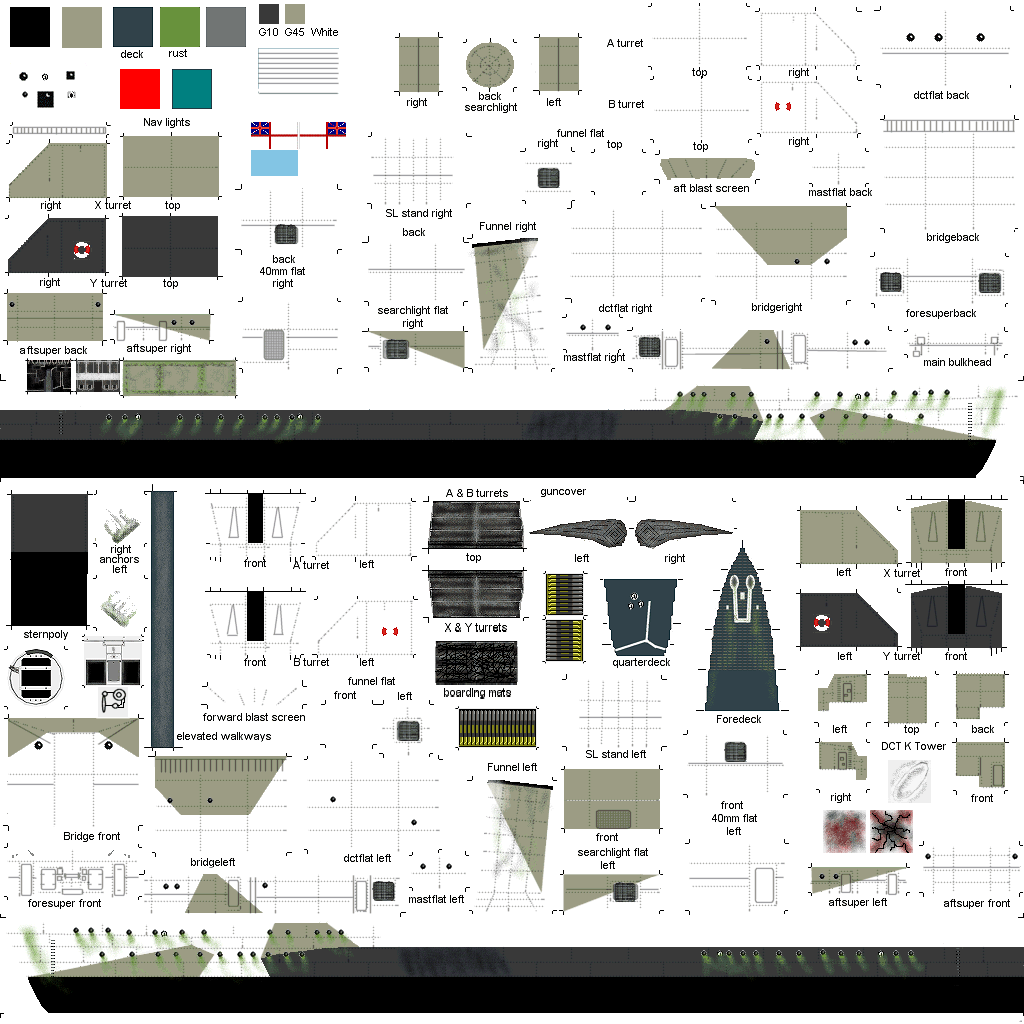 deck
rust
G10 G45 White
Nav lights
right
back
searchlight
left
A turret
top
right
B turret
top
right
dctflat back
funnel flat
right
top
right
X turret
top
SL stand right
back
aft blast screen
mastflat back
bridgeback
right
Y turret
top
back
40mm flat
right
Funnel right
searchlight flat
right
dctflat right
bridgeright
foresuperback
aftsuper back
aftsuper right
mastflat right
main bulkhead
A & B turrets
guncover
top
right
anchors
left
front
A turret
left
left
right
left
X turret
front
sternpoly
X & Y turrets
front
B turret
left
quarterdeck
left
Y turret
front
funnel flat
front
left
boarding mats
forward blast screen
Foredeck
left
top
back
elevated walkways
DCT K Tower
SL stand left
right
front
Funnel left
front
40mm flat
left
Bridge front
front
searchlight flat
left
bridgeleft
dctflat left
foresuper front
mastflat left
aftsuper left
aftsuper front